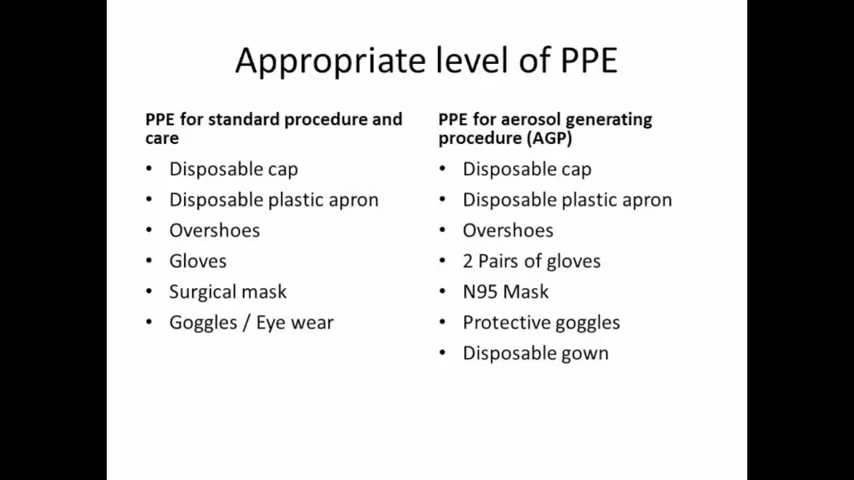 Appropriate level of PPE
PPE for standard procedure and
care
• Disposable cap
• Disposable plastic apron
• Overshoes
• Gloves
• Surgical mask
• Goggles / Eye wear
PPE for aerosol generating
procedure (AGP)
• Disposable cap
• Disposable plastic apron
• Overshoes
• 2 Pairs of gloves
• N95 Mask
• Protective goggles
• Disposable gown